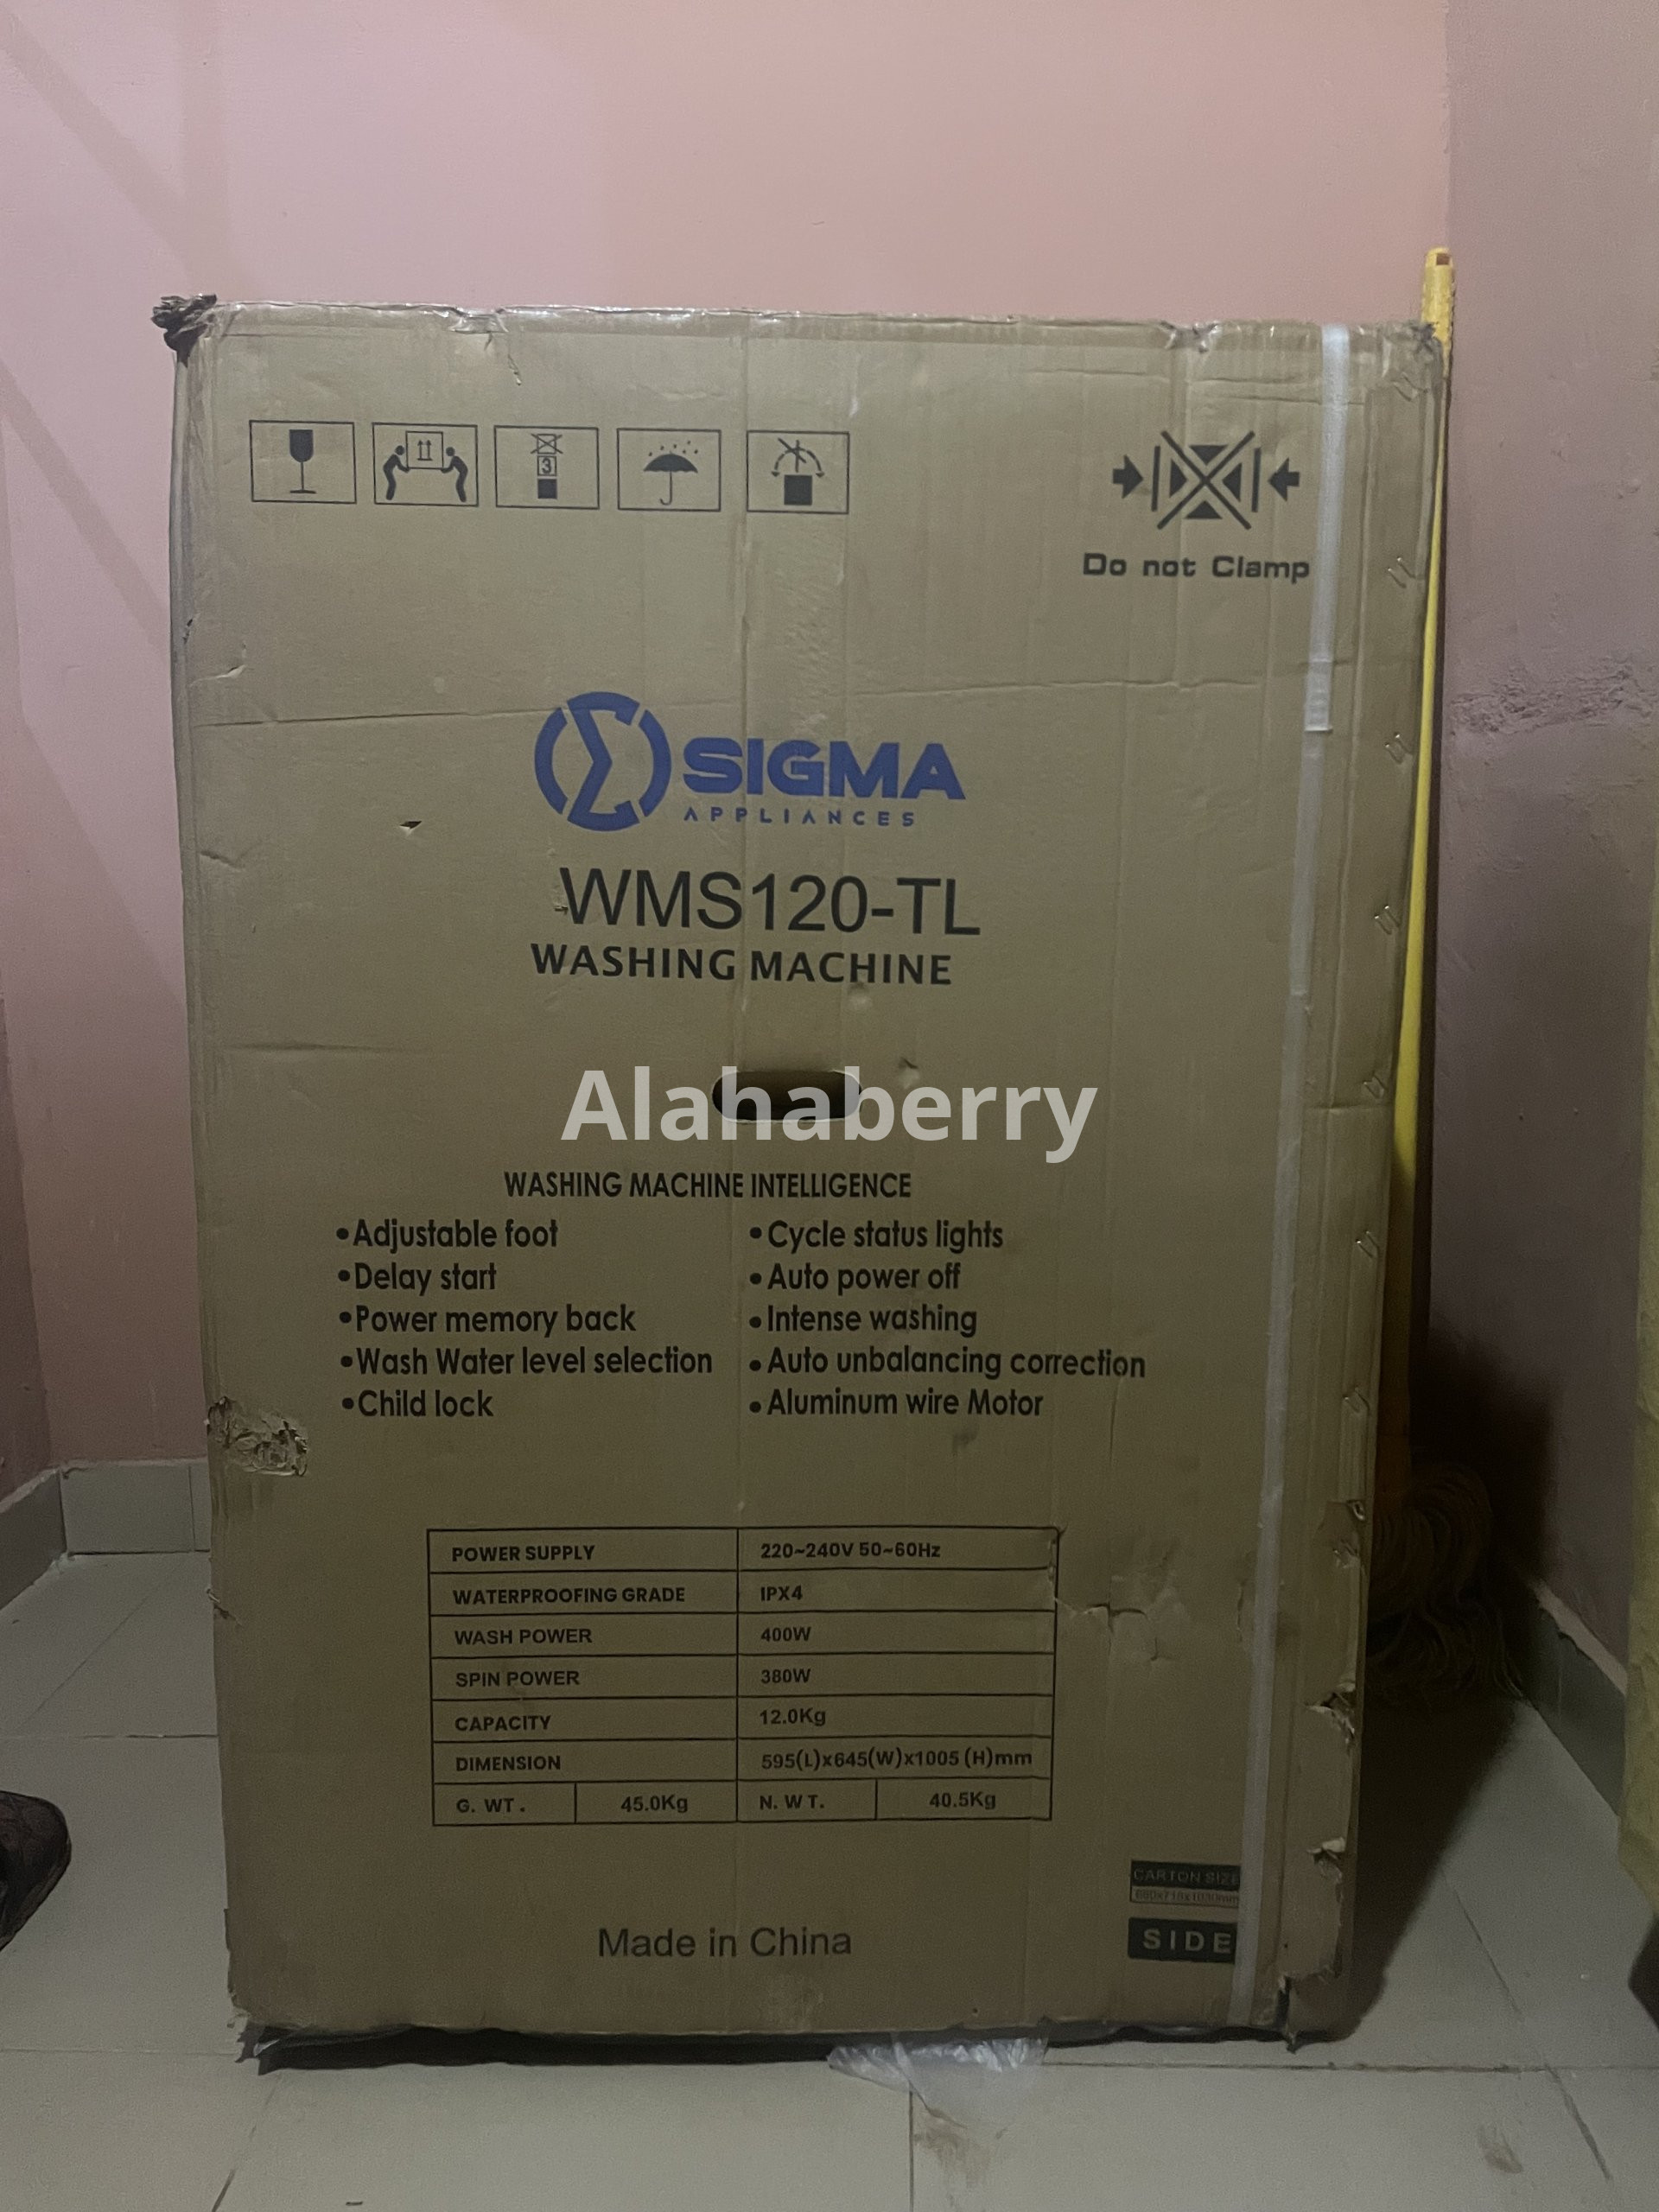 3
Do not Clamp
SIGMA
APPLIANCES
WMS120-TL
WASHING MACHINE
Alahaberry
WASHING MACHINE INTELLIGENCE
•Adjustable foot
•Delay start
•Power memory back
•Wash Water level selection
•Child lock
•Cycle status lights
•Auto power off
•Intense washing
•Auto unbalancing correction
•Aluminum wire Motor
POWER SUPPLY 220~240V 50~60Hz
WATERPROOFING GRADE IPX4
WASH POWER 400W
SPIN POWER 380W
CAPACITY 12.0Kg
DIMENSION 595(L)x645(W)x1005(H)mm
G. WT. 45.0Kg N. WT. 40.5Kg
CARTON SIZE
Made in China
SIDE